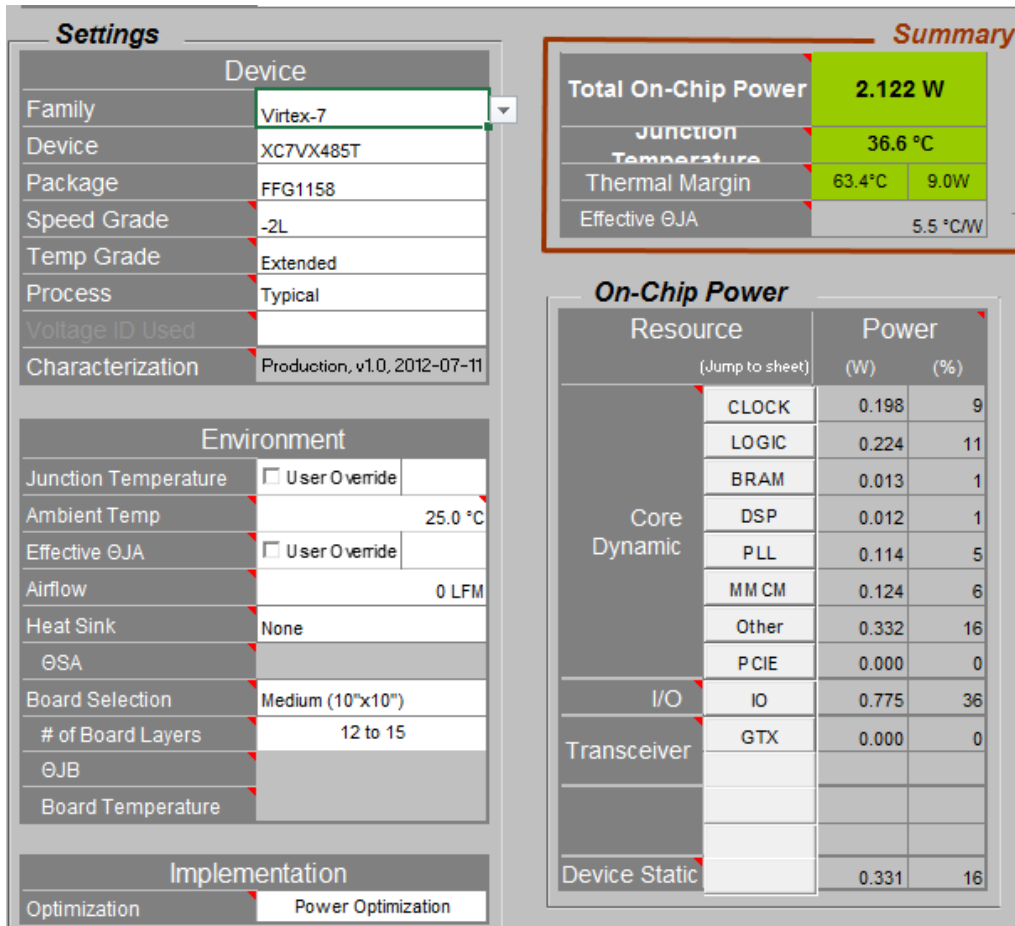 Settings
Device
Family Virtex-7
Device XC7VX485T
Package FFG1158
Speed Grade -2L
Temp Grade Extended
Process Typical
Voltage ID Used
Characterization Production, v1.0, 2012-07-11
Environment
Junction Temperature User Override
Ambient Temp 25.0 °C
Effective ΘJA User Override
Airflow 0 LFM
Heat Sink None
ΘSA
Board Selection Medium (10"x10")
# of Board Layers 12 to 15
ΘJB
Board Temperature
Implementation
Optimization Power Optimization
Summary
Total On-Chip Power 2.122 W
Junction Temperature 36.6 °C
Thermal Margin 63.4°C 9.0W
Effective ΘJA 5.5 °C/W
On-Chip Power
Resource Power
(Jump to sheet) (W) (%)
Core Dynamic
CLOCK 0.198 9
LOGIC 0.224 11
BRAM 0.013 1
DSP 0.012 1
PLL 0.114 5
MMCM 0.124 6
Other 0.332 16
PCIE 0.000 0
I/O IO 0.775 36
Transceiver GTX 0.000 0
Device Static 0.331 16